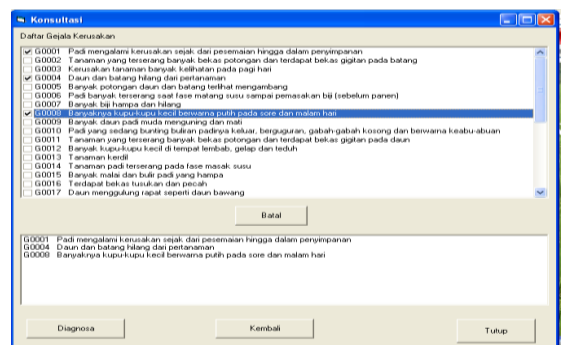 Konsultasi
Daftar Gejala Kerusakan
G0001 Padi mengalami kerusakan sejak dari pesemaian hingga dalam penyimpanan
G0002 Tanaman yang terserang banyak bekas potongan dan terdapat bekas gigitan pada batang
G0003 Kerusakan tanaman banyak kelihatan pada pagi hari
G0004 Daun dan batang hilang dari pertanaman
G0005 Banyak potongan daun dan batang terlihat mengambang
G0006 Padi banyak terserang saat fase matang susu sampai pemasakan biji (sebelum panen)
G0007 Banyak biji hampa dan hilang
G0008 Banyaknya kupu-kupu kecil berwarna putih pada sore dan malam hari
G0009 Banyak daun padi muda menguning dan mati
G0010 Padi yang sedang bunting buliran padinya keluar, berguguran, gabah-gabah kosong dan berwarna keabu-abuan
G0011 Tanaman yang terserang banyak bekas potongan dan terdapat bekas gigitan pada daun
G0012 Banyak kupu-kupu kecil di tempat lembab, gelap dan teduh
G0013 Tanaman kerdil
G0014 Tanaman padi terserang pada fase masak susu
G0015 Banyak malai dan bulir padi yang hampa
G0016 Terdapat bekas tusukan dan pecah
G0017 Daun menggulung rapat seperti daun bawang
Batal
G0001 Padi mengalami kerusakan sejak dari pesemaian hingga dalam penyimpanan
G0004 Daun dan batang hilang dari pertanaman
G0008 Banyaknya kupu-kupu kecil berwarna putih pada sore dan malam hari
Diagnosa
Kembali
Tutup